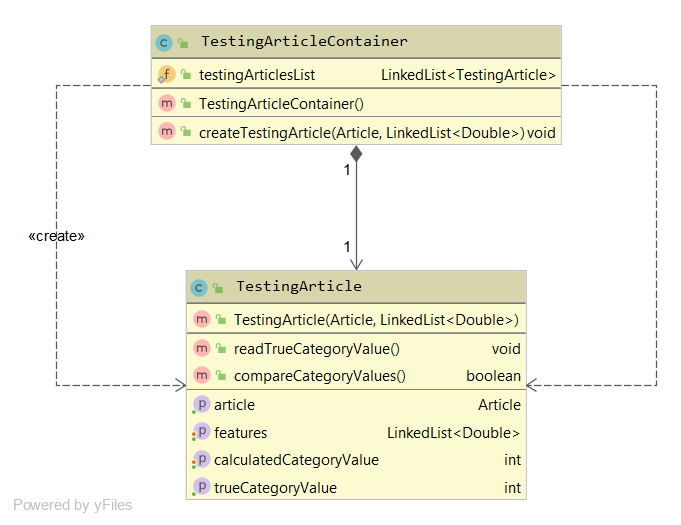 TestingArticleContainer
testingArticlesList LinkedList<TestingArticle>
TestingArticleContainer()
createTestingArticle(Article, LinkedList<Double>) void
1
«create»
1
TestingArticle
TestingArticle(Article, LinkedList<Double>)
readTrueCategoryValue() void
compareCategoryValues() boolean
article Article
features LinkedList<Double>
calculatedCategoryValue int
trueCategoryValue int
Powered by yFiles